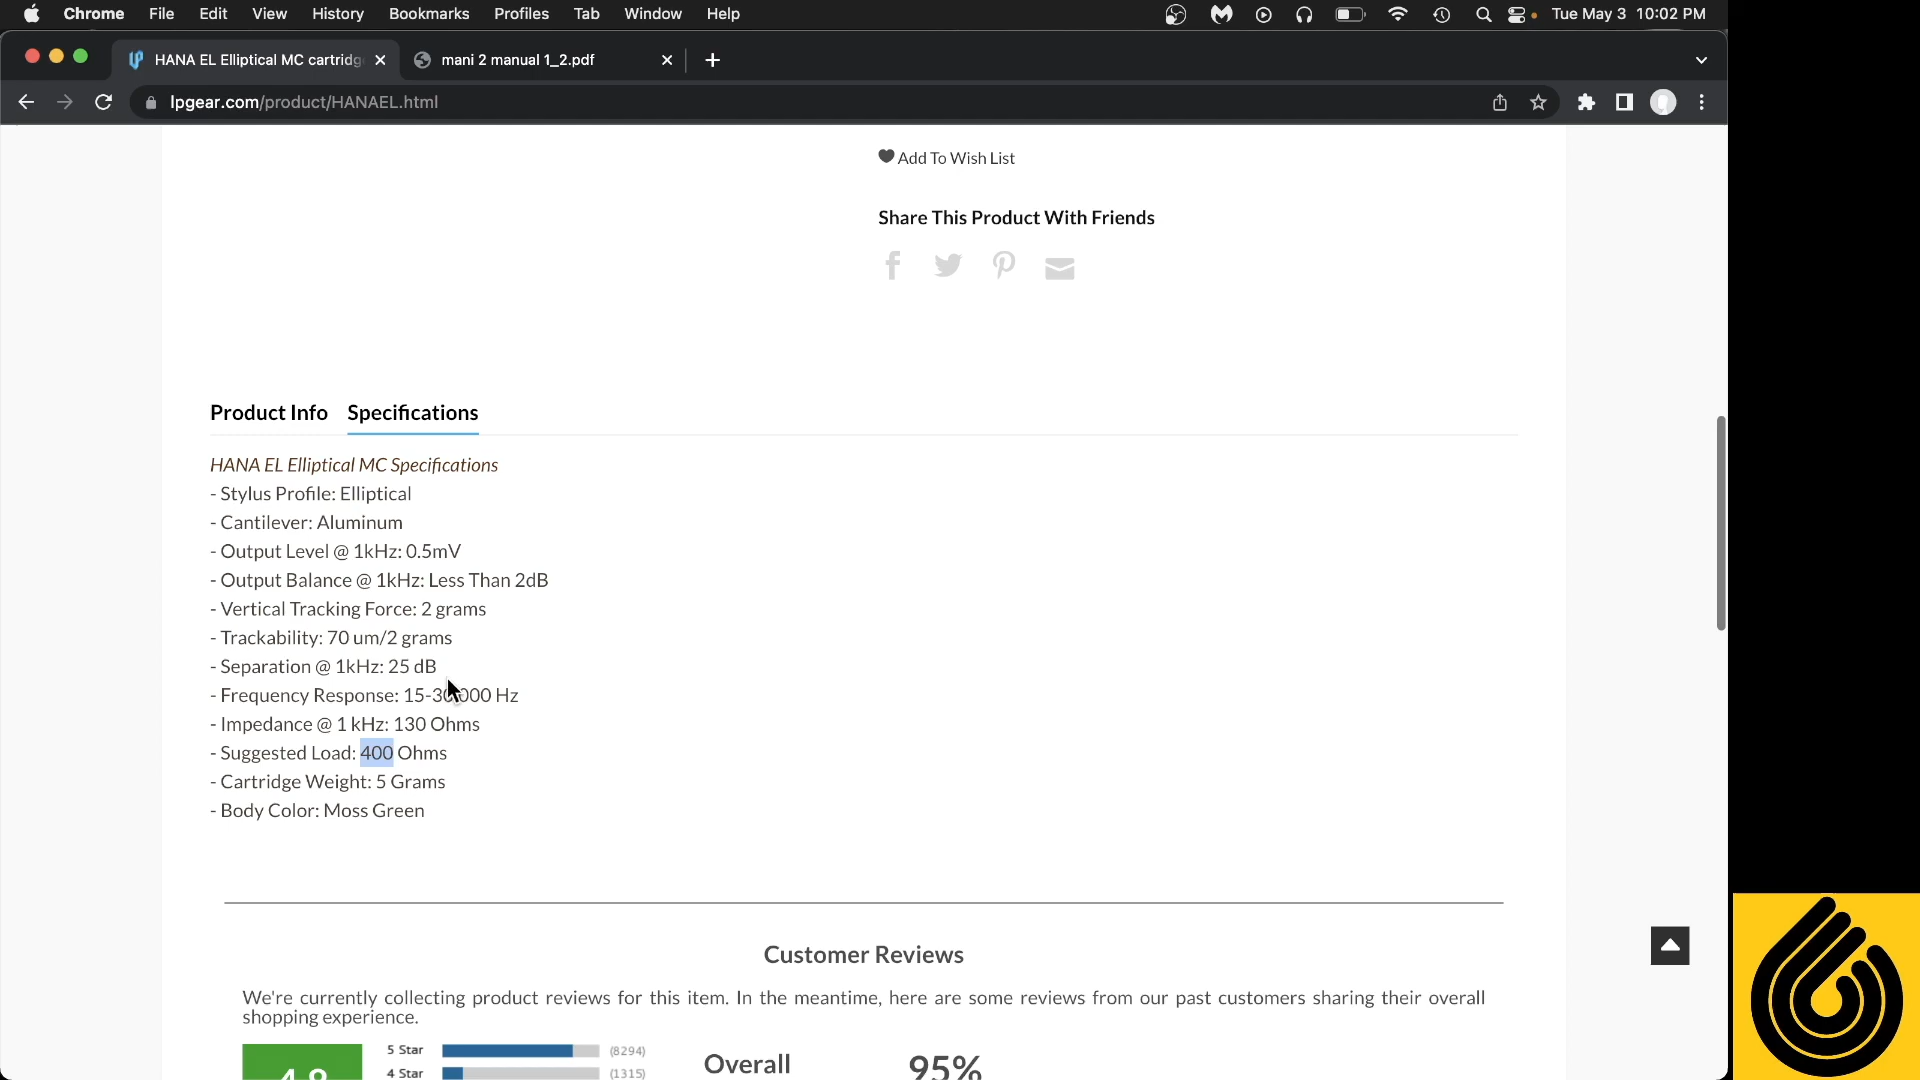 Chrome File Edit View History Bookmarks Profiles Tab Window Help Tue May 3 10:02 PM
HANA EL Elliptical MC cartridg mani 2 manual 1_2.pdf
lpgear.com/product/HANAEL.html
Add To Wish List
Share This Product With Friends
Product Info Specifications
HANA EL Elliptical MC Specifications
- Stylus Profile: Elliptical
- Cantilever: Aluminum
- Output Level @ 1kHz: 0.5mV
- Output Balance @ 1kHz: Less Than 2dB
- Vertical Tracking Force: 2 grams
- Trackability: 70 um/2 grams
- Separation @ 1kHz: 25 dB
- Frequency Response: 15-30,000 Hz
- Impedance @ 1 kHz: 130 Ohms
- Suggested Load: 400 Ohms
- Cartridge Weight: 5 Grams
- Body Color: Moss Green
Customer Reviews
We're currently collecting product reviews for this item. In the meantime, here are some reviews from our past customers sharing their overall
shopping experience.
5 Star (8294)
4 Star (1315)
4.9
Overall 95%